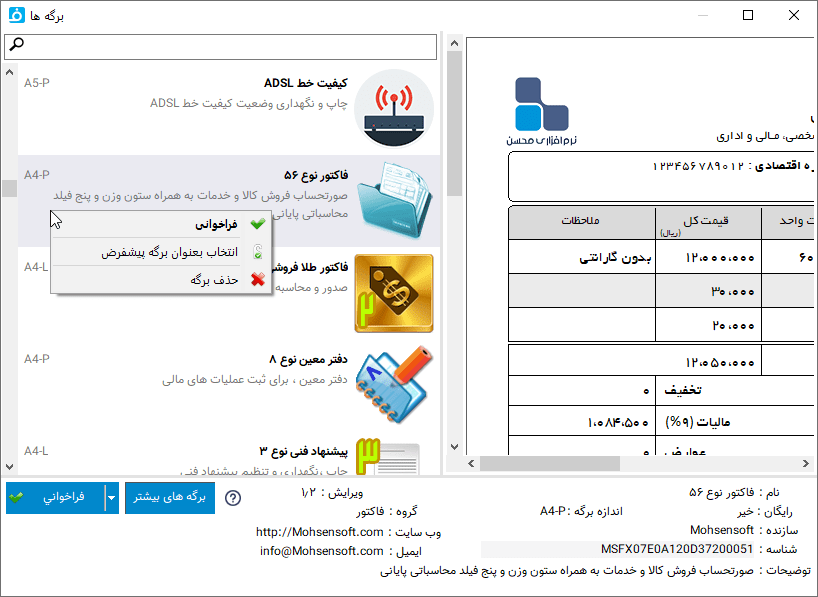 برگه ها
کیفیت خط ADSL
A5-P
چاپ و نگهداری وضعیت کیفیت خط ADSL
فاکتور نوع ۵۶
A4-P
صورتحساب فروش کالا و خدمات به همراه ستون وزن و پنج فیلد
محاسباتی پایانی
فراخوانی
انتخاب بعنوان برگه پیشفرض
حذف برگه
فاکتور طلا فروشی
A4-L
صدور و محاسبه
۳
دفتر معین نوع ۸
A4-P
دفتر معین ، برای ثبت عملیات های مالی
پیشنهاد فنی نوع ۳
A4-L
چاپ ،نگهداری و تنظیم پیشنهاد فنی
۳
نرم‌افزاری محسن
مالی و اداری
اقتصادی : ۱۲۳۴۵۶۷۸۹۰۱۲
واحد
قیمت کل
(ریال)
ملاحظات
۱۲،۰۰۰،۰۰۰
بدون گارانتی
۳۰،۰۰۰
۲۰،۰۰۰
۱۲،۰۵۰،۰۰۰
تخفیف
۰
مالیات (۹%)
۱،۰۸۴،۵۰۰
عوارض
۰
نام : فاکتور نوع ۵۶
ویرایش : ۱/۲
رایگان : خیر
اندازه برگه : A4-P
گروه : فاکتور
سازنده : Mohsensoft
وب سایت : http://Mohsensoft.com
شناسه : MSFX07E0A120D37200051
ایمیل : info@Mohsensoft.com
توضیحات : صورتحساب فروش کالا و خدمات به همراه ستون وزن و پنج فیلد محاسباتی پایانی
برگه های بیشتر
فراخواني